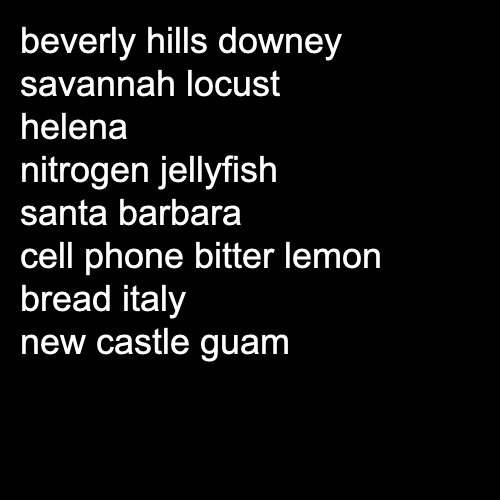 beverly hills downey
savannah locust
helena
nitrogen jellyfish
santa barbara
cell phone bitter lemon
bread italy
new castle guam